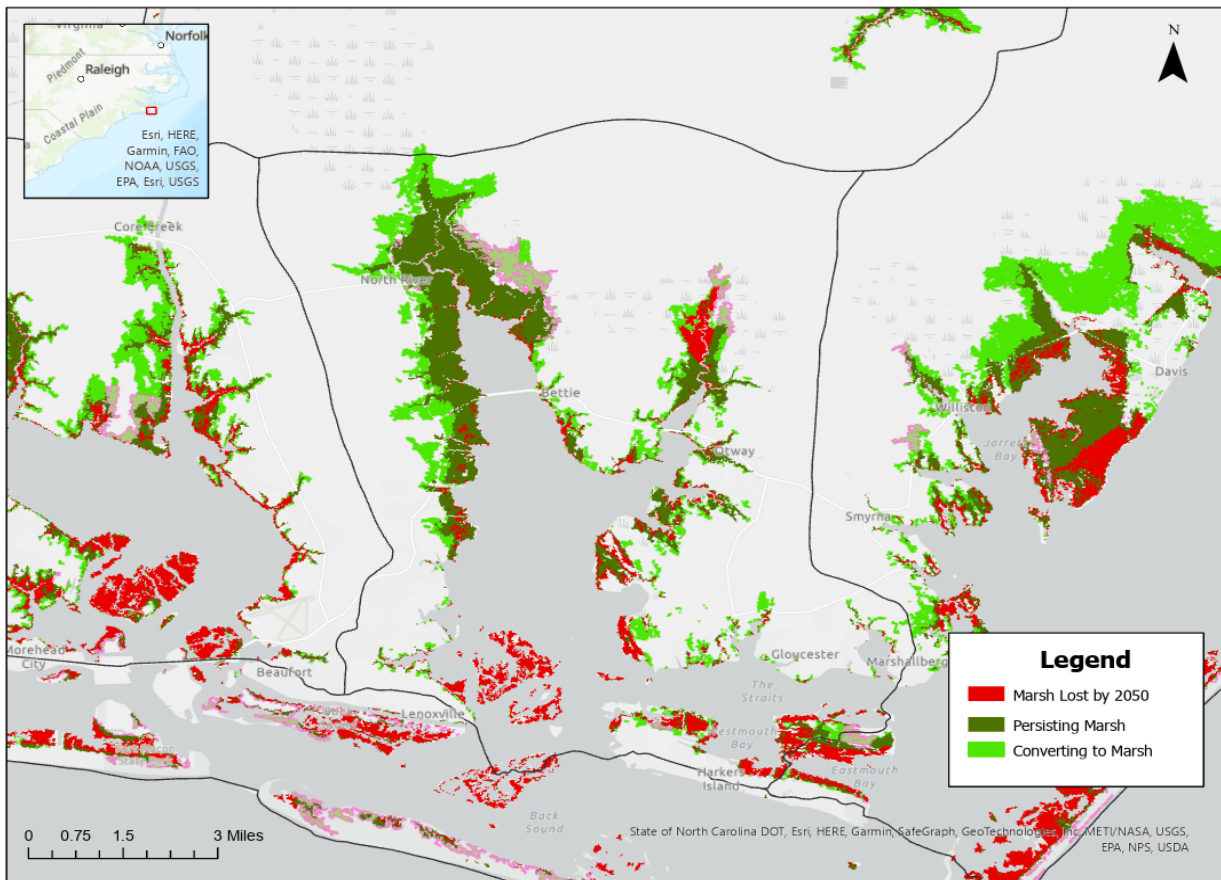 Virginia
Norfolk
Piedmont
Raleigh
Coastal Plain
Esri, HERE,
Garmin, FAO,
NOAA, USGS,
EPA, Esri, USGS
N
North River
Bettie
Otway
Davis
Williston
Jarrett
Bay
Smyrna
Morehead
City
Beaufort
Lenoxville
Gloucester
Marshallberg
The
Straits
Westmouth
Bay
Harkers
Island
Eastmouth
Bay
Back
Sound
Legend
Marsh Lost by 2050
Persisting Marsh
Converting to Marsh
0 0.75 1.5 3 Miles
State of North Carolina DOT, Esri, HERE, Garmin, SafeGraph, GeoTechnologies, Inc, METI/NASA, USGS,
EPA, NPS, USDA